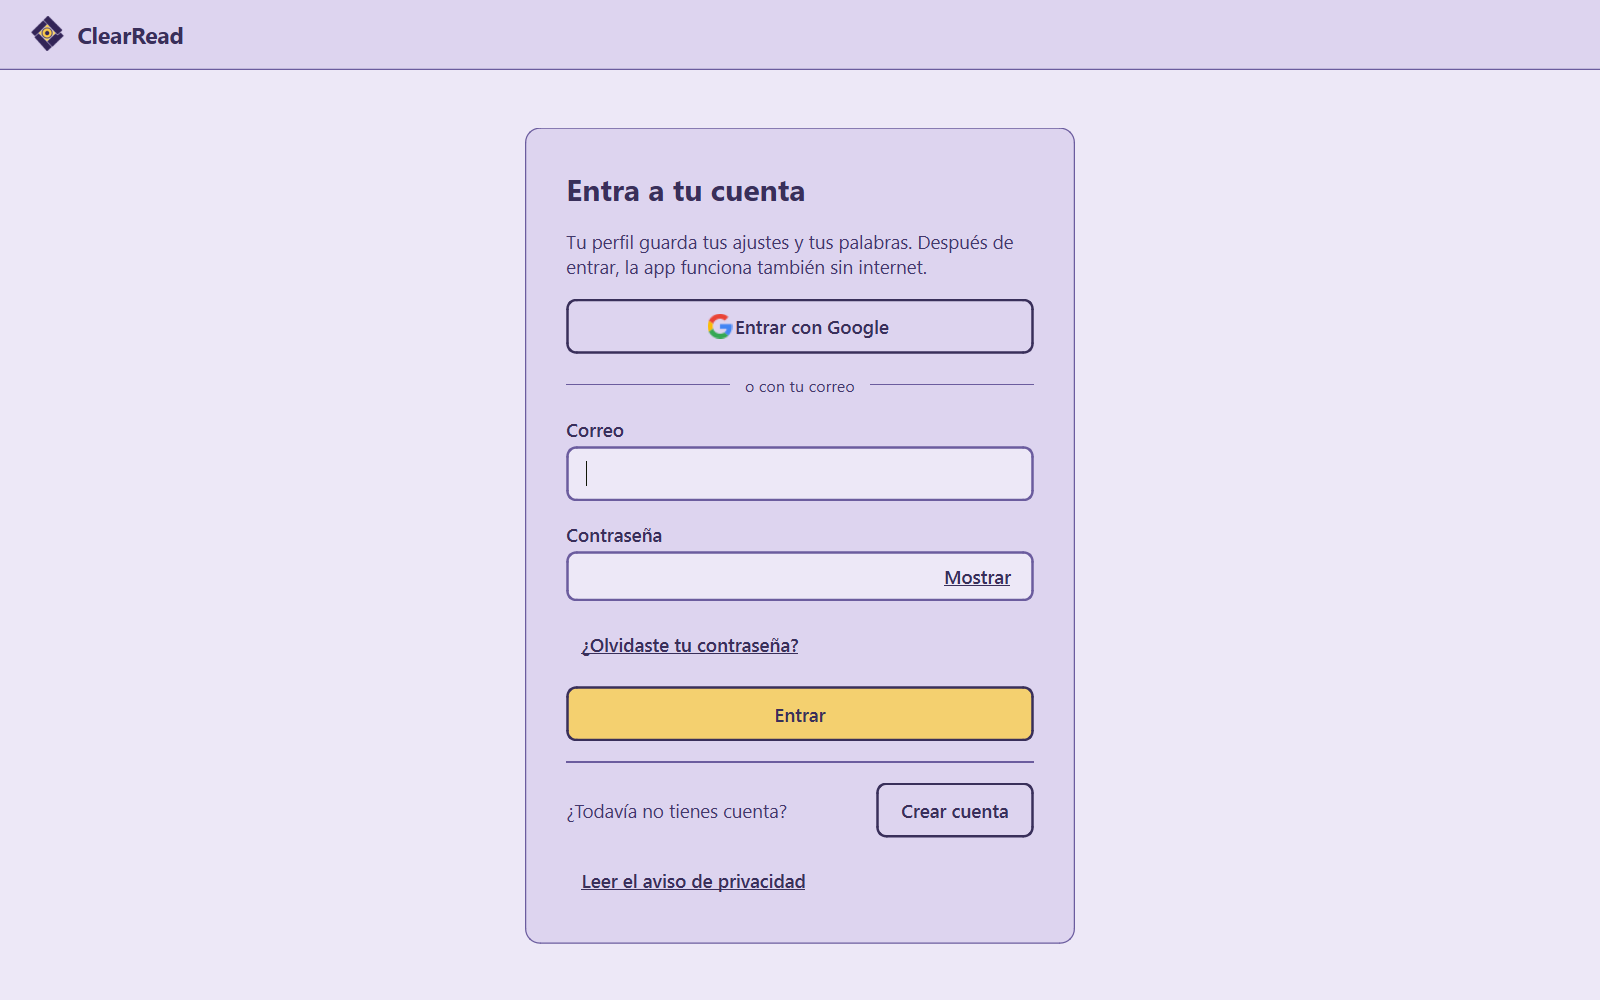 ClearRead
Entra a tu cuenta
Tu perfil guarda tus ajustes y tus palabras. Después de
entrar, la app funciona también sin internet.
Entrar con Google
o con tu correo
Correo
Contraseña
Mostrar
¿Olvidaste tu contraseña?
Entrar
¿Todavía no tienes cuenta?
Crear cuenta
Leer el aviso de privacidad